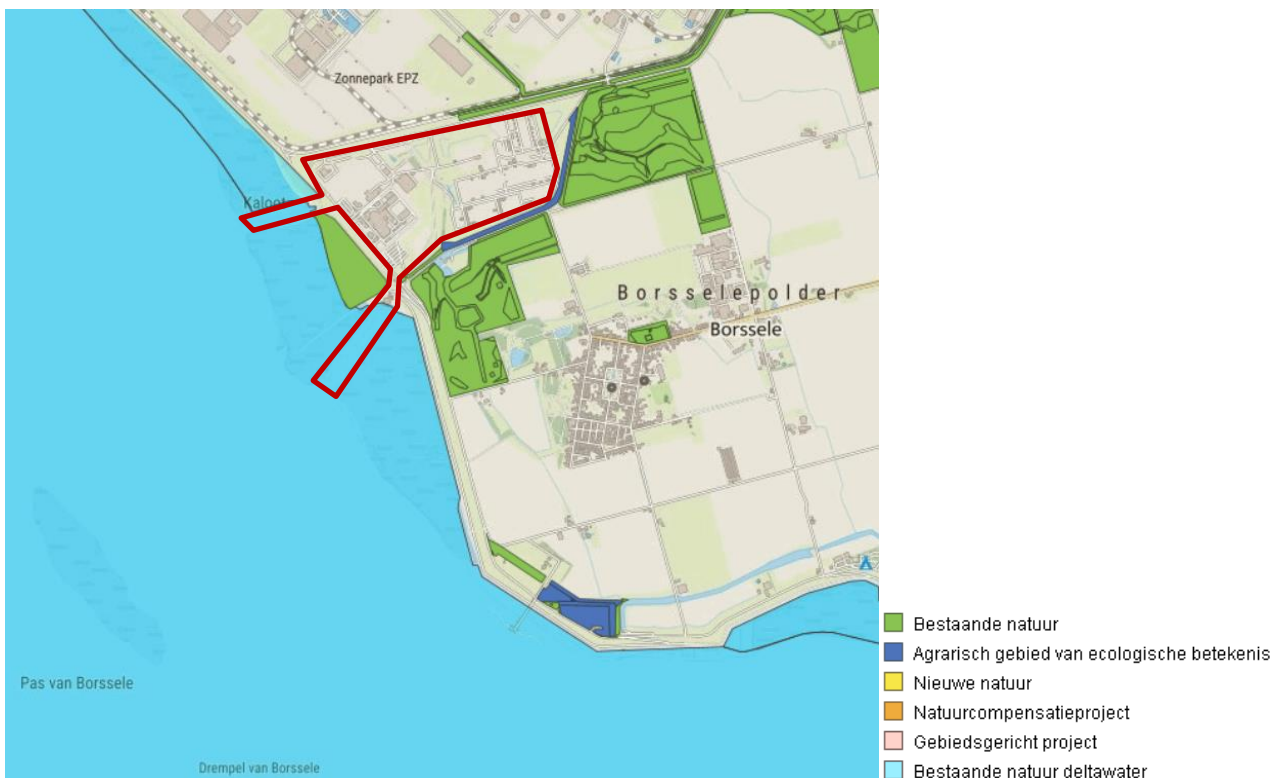 Zonnepark EPZ
Kaloot
Borsselepolder
Borssele
Pas van Borssele
Drempel van Borssele
Bestaande natuur
Agrarisch gebied van ecologische betekenis
Nieuwe natuur
Natuurcompensatieproject
Gebiedsgericht project
Bestaande natuur deltawater